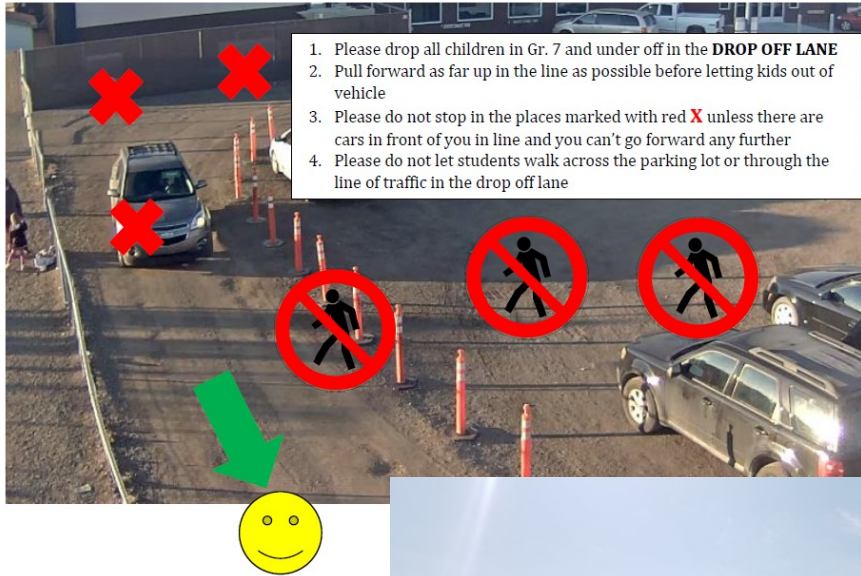 1. Please drop all children in Gr. 7 and under off in the DROP OFF LANE
2. Pull forward as far up in the line as possible before letting kids out of
vehicle
3. Please do not stop in the places marked with red X unless there are
cars in front of you in line and you can't go forward any further
4. Please do not let students walk across the parking lot or through the
line of traffic in the drop off lane